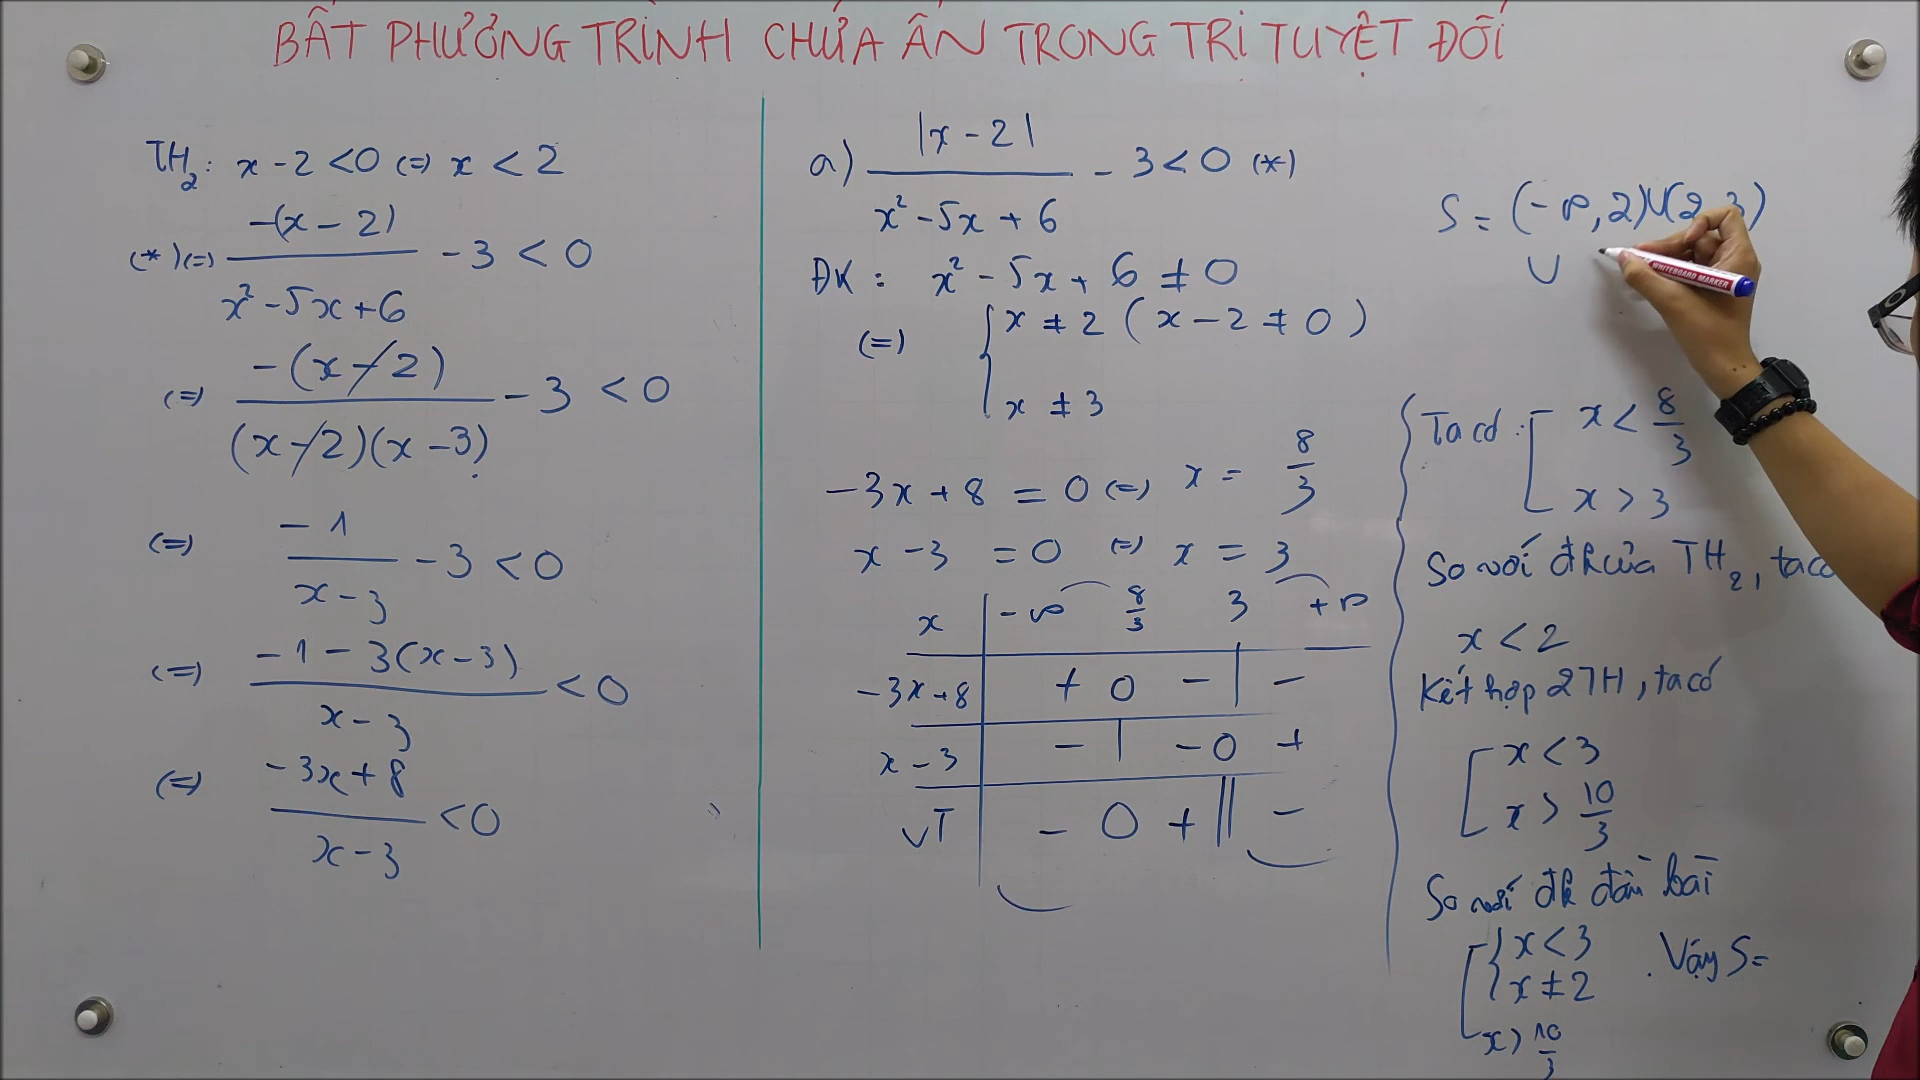 BẤT PHƯƠNG TRÌNH CHỨA ẨN TRONG TRỊ TUYỆT ĐỐI
TH₂: x - 2 < 0 (=) x < 2
(*) (=) -(x - 2) / (x² - 5x + 6) - 3 < 0
(=) -(x - 2) / ((x - 2)(x - 3)) - 3 < 0
(=) -1 / (x - 3) - 3 < 0
(=) (-1 - 3(x - 3)) / (x - 3) < 0
(=) (-3x + 8) / (x - 3) < 0
a) |x - 2| / (x² - 5x + 6) - 3 < 0 (*)
ĐK : x² - 5x + 6 ≠ 0
(=) { x ≠ 2 ( x - 2 ≠ 0 )
x ≠ 3
-3x + 8 = 0 (=) x = 8/3
x - 3 = 0 (=) x = 3
x | -∞ 8/3 3 +∞
-3x + 8 | + 0 - | -
x - 3 | - | - 0 +
VT | - 0 + || -
S = (-∞, 2) ∪ (2, 3)
∪
WHITEBOARD MARKER
Ta có : [ x < 8/3
x > 3
So với đk của TH₂, ta có
x < 2
Kết hợp 2TH, ta có
[ x < 3
x > 10/3
So với đk đầu bài
[ { x < 3
x ≠ 2 . Vậy S =
x > 10/3